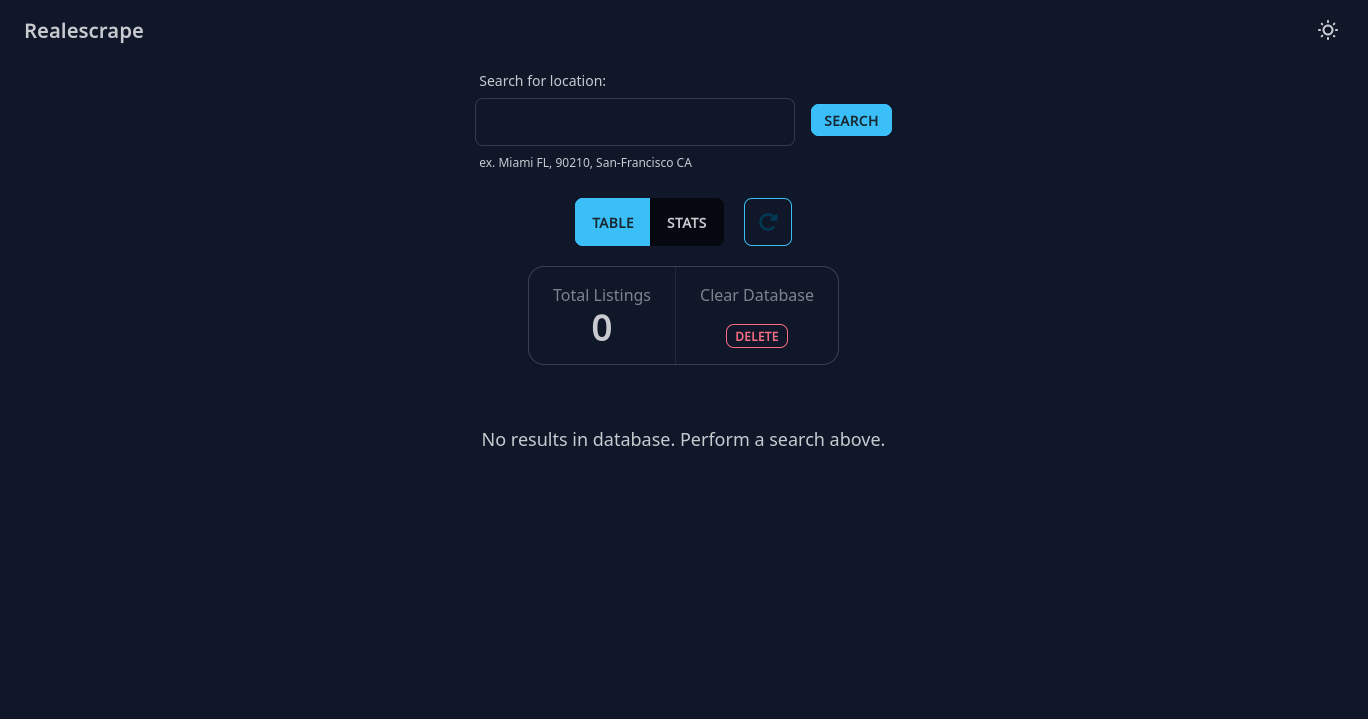 Realescrape
Search for location:
SEARCH
ex. Miami FL, 90210, San-Francisco CA
TABLE STATS
Total Listings Clear Database
0 DELETE
No results in database. Perform a search above.